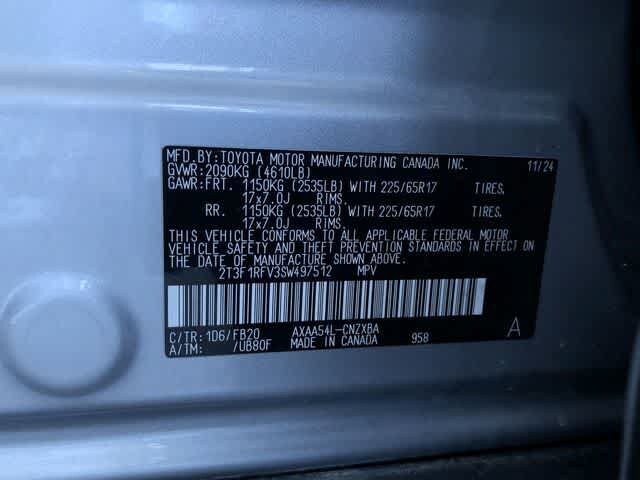 MFD.BY:TOYOTA MOTOR MANUFACTURING CANADA INC. 11/24
GVWR:2090KG (4610LB)
GAWR:FRT. 1150KG (2535LB) WITH 225/65R17 TIRES.
17x7.0J RIMS.
RR. 1150KG (2535LB) WITH 225/65R17 TIRES.
17x7.0J RIMS.
THIS VEHICLE CONFORMS TO ALL APPLICABLE FEDERAL MOTOR
VEHICLE SAFETY AND THEFT PREVENTION STANDARDS IN EFFECT ON
THE DATE OF MANUFACTURE SHOWN ABOVE.
2T3F1RFV3SW497512 MPV
C/TR: 1D6/FB20 AXAA54L-CNZXBA A
A/TM: /UB80F MADE IN CANADA 958